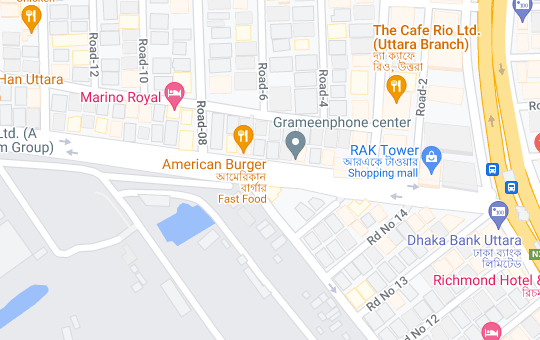 Chicken
Road-12
Road-10
Road-08
Road-6
Road-4
Road-2
The Cafe Rio Ltd.
(Uttara Branch)
দ্যা ক্যাফে
রিও, উত্তরা
Han Uttara
Marino Royal
Grameenphone center
Ltd. (A
m Group)
American Burger
আমেরিকান
বার্গার
Fast Food
RAK Tower
আরএকে টাওয়ার
Shopping mall
Rd No 14
Dhaka Bank Uttara
ঢাকা ব্যাংক
লিমিটেড
Rd No 13
Richmond Hotel &
রিচম
Rd No 12